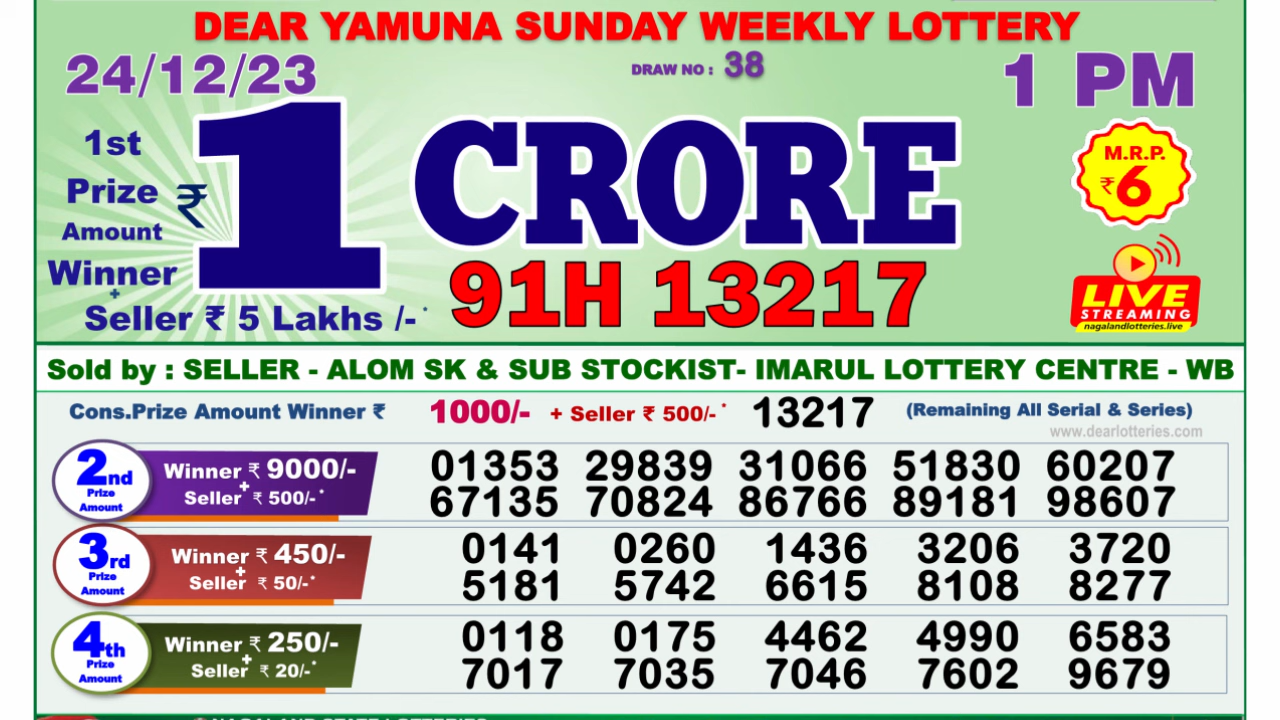 DEAR YAMUNA SUNDAY WEEKLY LOTTERY
24/12/23
DRAW NO : 38
1 PM
1st
Prize
Amount
Winner
+
Seller ₹ 5 Lakhs /-*
₹ 1 CRORE
91H 13217
M.R.P.
₹6
LIVE
STREAMING
nagalandlotteries.live
Sold by : SELLER - ALOM SK & SUB STOCKIST- IMARUL LOTTERY CENTRE - WB
Cons.Prize Amount Winner ₹ 1000/- + Seller ₹ 500/-* 13217 (Remaining All Serial & Series)
www.dearlotteries.com
2nd
Prize
Amount
Winner ₹ 9000/-
+
Seller ₹ 500/-*
01353 29839 31066 51830 60207
67135 70824 86766 89181 98607
3rd
Prize
Amount
Winner ₹ 450/-
+
Seller ₹ 50/-*
0141 0260 1436 3206 3720
5181 5742 6615 8108 8277
4th
Prize
Amount
Winner ₹ 250/-
+
Seller ₹ 20/-*
0118 0175 4462 4990 6583
7017 7035 7046 7602 9679
NAGALAND STATE LOTTERIES